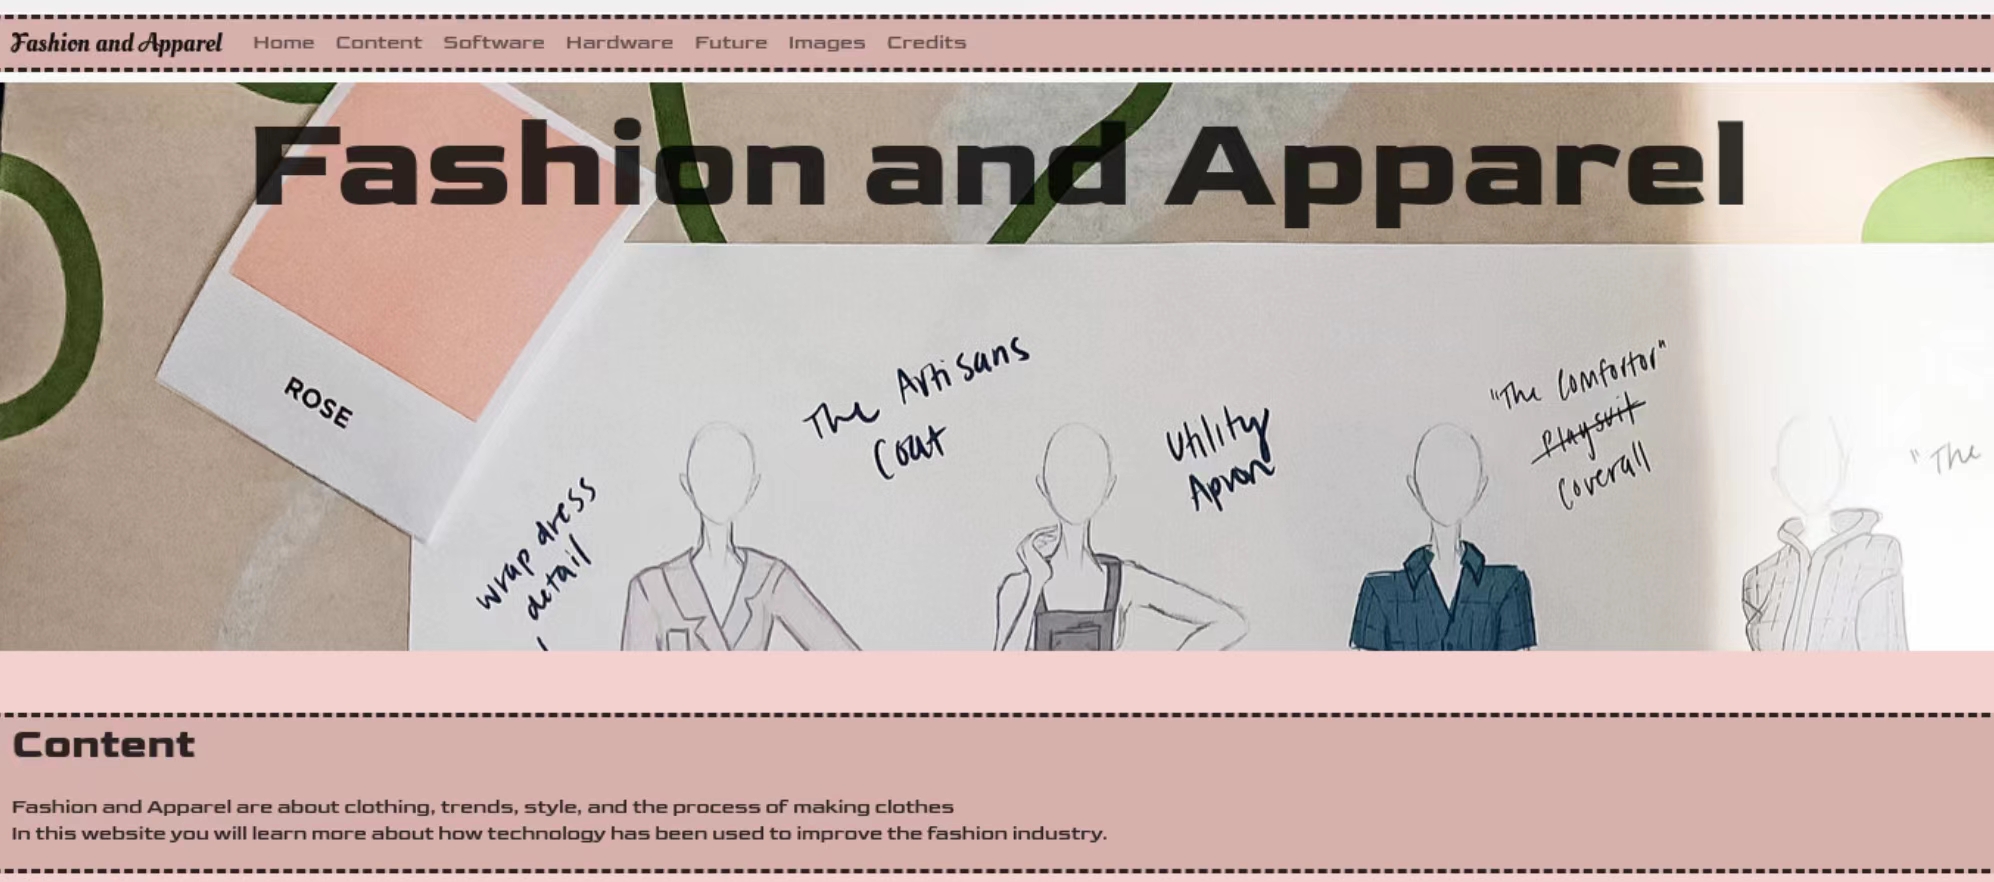 Fashion and Apparel
Home Content Software Hardware Future Images Credits
Fashion and Apparel
ROSE
wrap dress
detail
The Artisans
Coat
Utility
Apron
"The Comfortor"
Playsuit
Coverall
"The
Content
Fashion and Apparel are about clothing, trends, style, and the process of making clothes
In this website you will learn more about how technology has been used to improve the fashion industry.